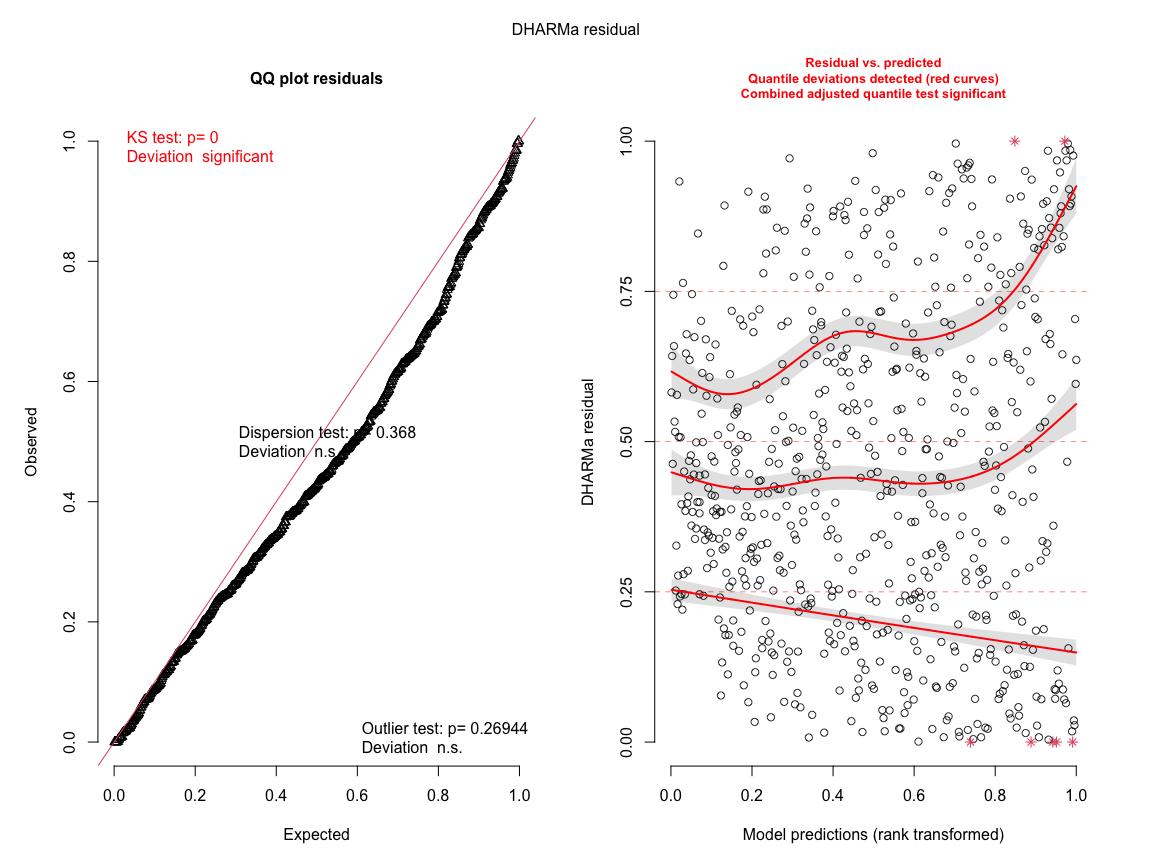 DHARMa residual
QQ plot residuals
KS test: p= 0
Deviation  significant
Dispersion test: p= 0.368
Deviation  n.s.
Outlier test: p= 0.26944
Deviation  n.s.
Observed
0.0
0.2
0.4
0.6
0.8
1.0
0.0 0.2 0.4 0.6 0.8 1.0
Expected
Residual vs. predicted
Quantile deviations detected (red curves)
Combined adjusted quantile test significant
DHARMa residual
0.00
0.25
0.50
0.75
1.00
0.0 0.2 0.4 0.6 0.8 1.0
Model predictions (rank transformed)